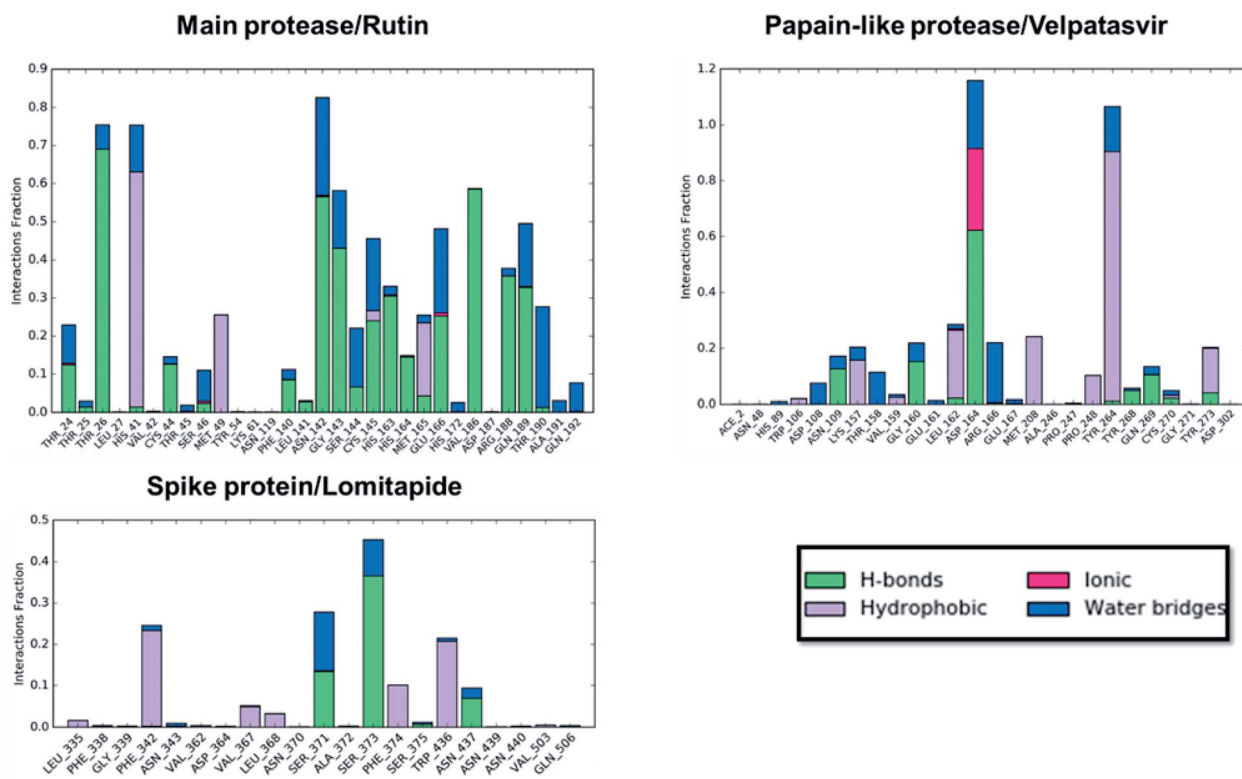 Main protease/Rutin
Interactions Fraction
0.9
0.8
0.7
0.6
0.5
0.4
0.3
0.2
0.1
0.0
THR_24
THR_25
THR_26
LEU_27
HIS_41
VAL_42
CYS_44
THR_45
SER_46
MET_49
TYR_54
LYS_61
ASN_119
PHE_140
LEU_141
ASN_142
GLY_143
SER_144
CYS_145
HIS_163
HIS_164
MET_165
GLU_166
HIS_172
VAL_186
ASP_187
ARG_188
GLN_189
THR_190
ALA_191
GLN_192
Papain-like protease/Velpatasvir
Interactions Fraction
1.2
1.0
0.8
0.6
0.4
0.2
0.0
ACE_2
ASN_48
HIS_89
TRP_106
ASP_108
ASN_109
LYS_157
THR_158
VAL_159
GLY_160
GLU_161
LEU_162
ASP_164
ARG_166
GLU_167
MET_208
ALA_246
PRO_247
PRO_248
TYR_264
TYR_268
GLN_269
CYS_270
GLY_271
TYR_273
ASP_302
Spike protein/Lomitapide
Interactions Fraction
0.5
0.4
0.3
0.2
0.1
0.0
LEU_335
PHE_338
GLY_339
PHE_342
ASN_343
VAL_362
ASP_364
VAL_367
LEU_368
ASN_370
SER_371
ALA_372
SER_373
PHE_374
SER_375
TRP_436
ASN_437
ASN_439
ASN_440
VAL_503
GLN_506
H-bonds
Ionic
Hydrophobic
Water bridges